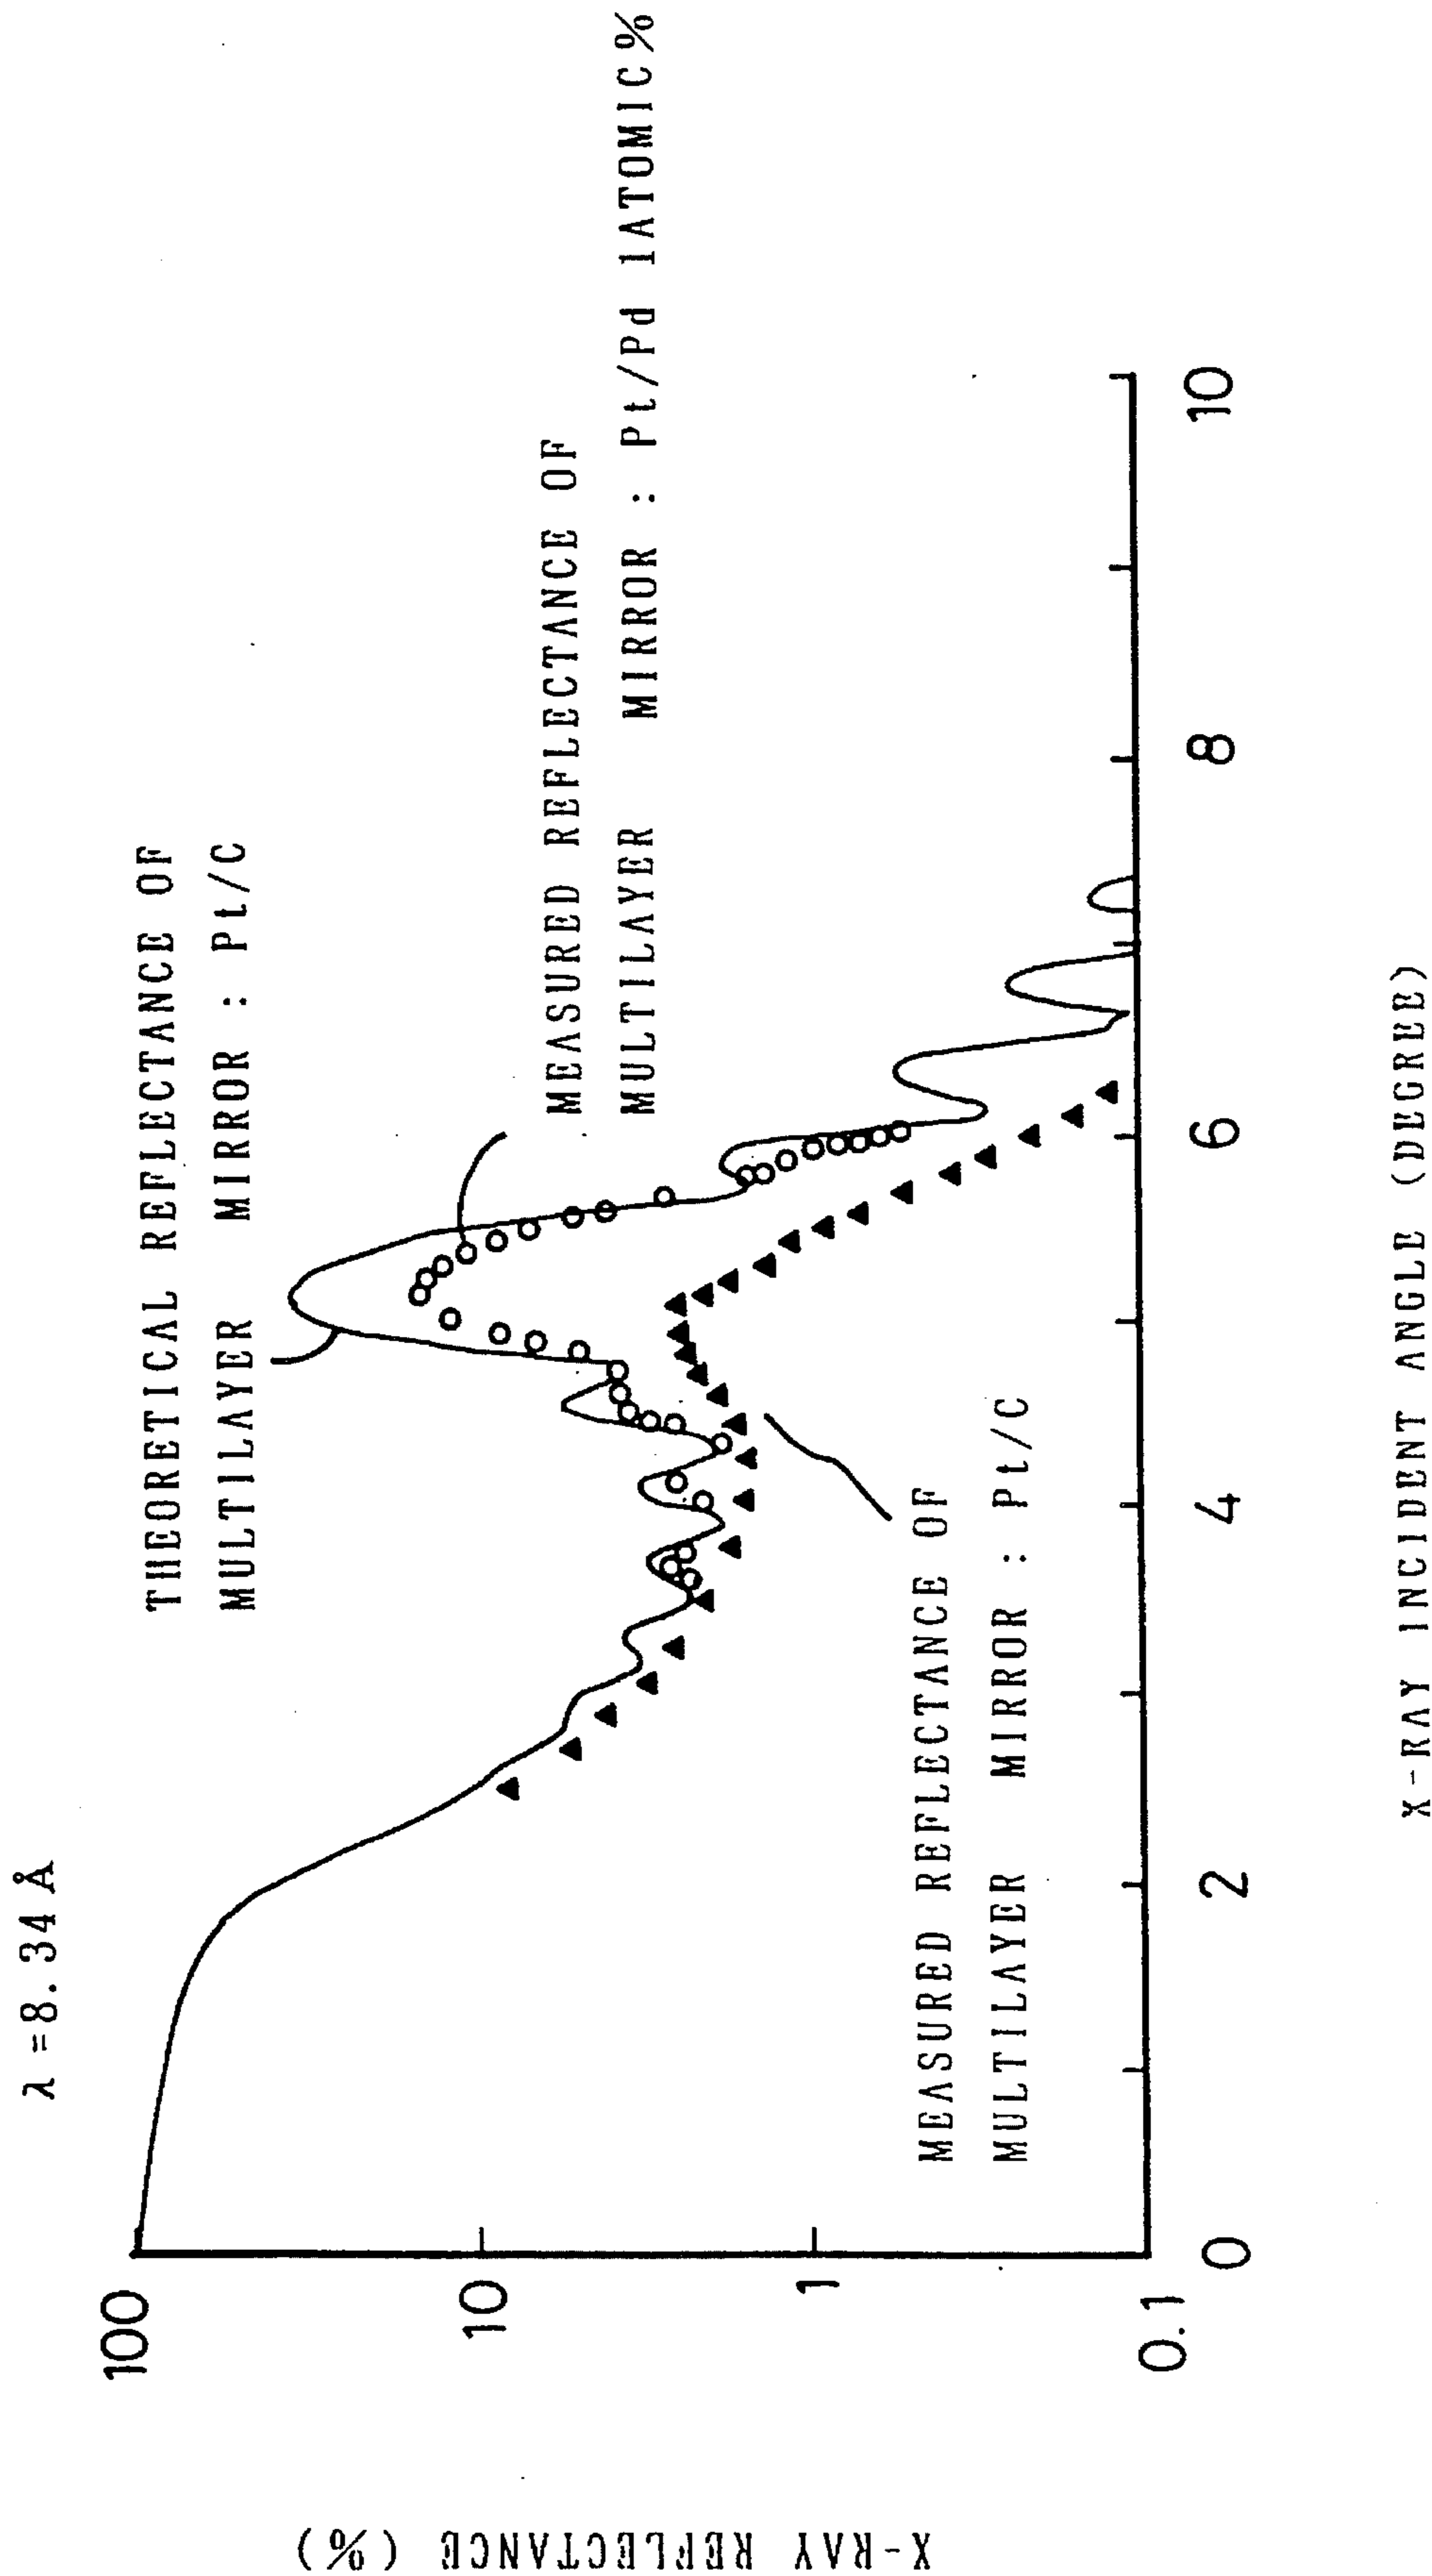 λ=8.34Å
THEORETICAL REFLECTANCE OF
MULTILAYER MIRROR : Pt/C
MEASURED REFLECTANCE OF
MULTILAYER MIRROR : Pt/Pd 1ATOMIC%
MEASURED REFLECTANCE OF
MULTILAYER MIRROR : Pt/C
X-RAY REFLECTANCE (%)
100
10
1
0.1
0 2 4 6 8 10
X-RAY INCIDENT ANGLE (DEGREE)